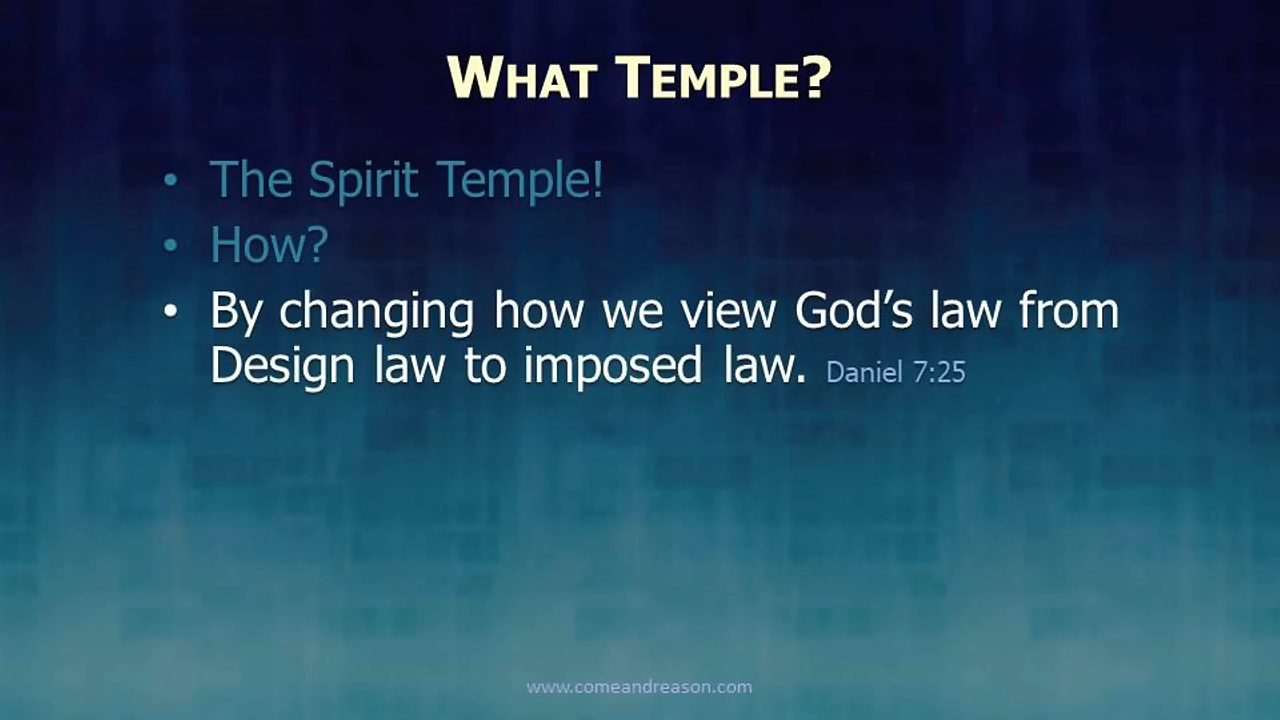 WHAT TEMPLE?
• The Spirit Temple!
• How?
• By changing how we view God’s law from
Design law to imposed law. Daniel 7:25
www.comeandreason.com